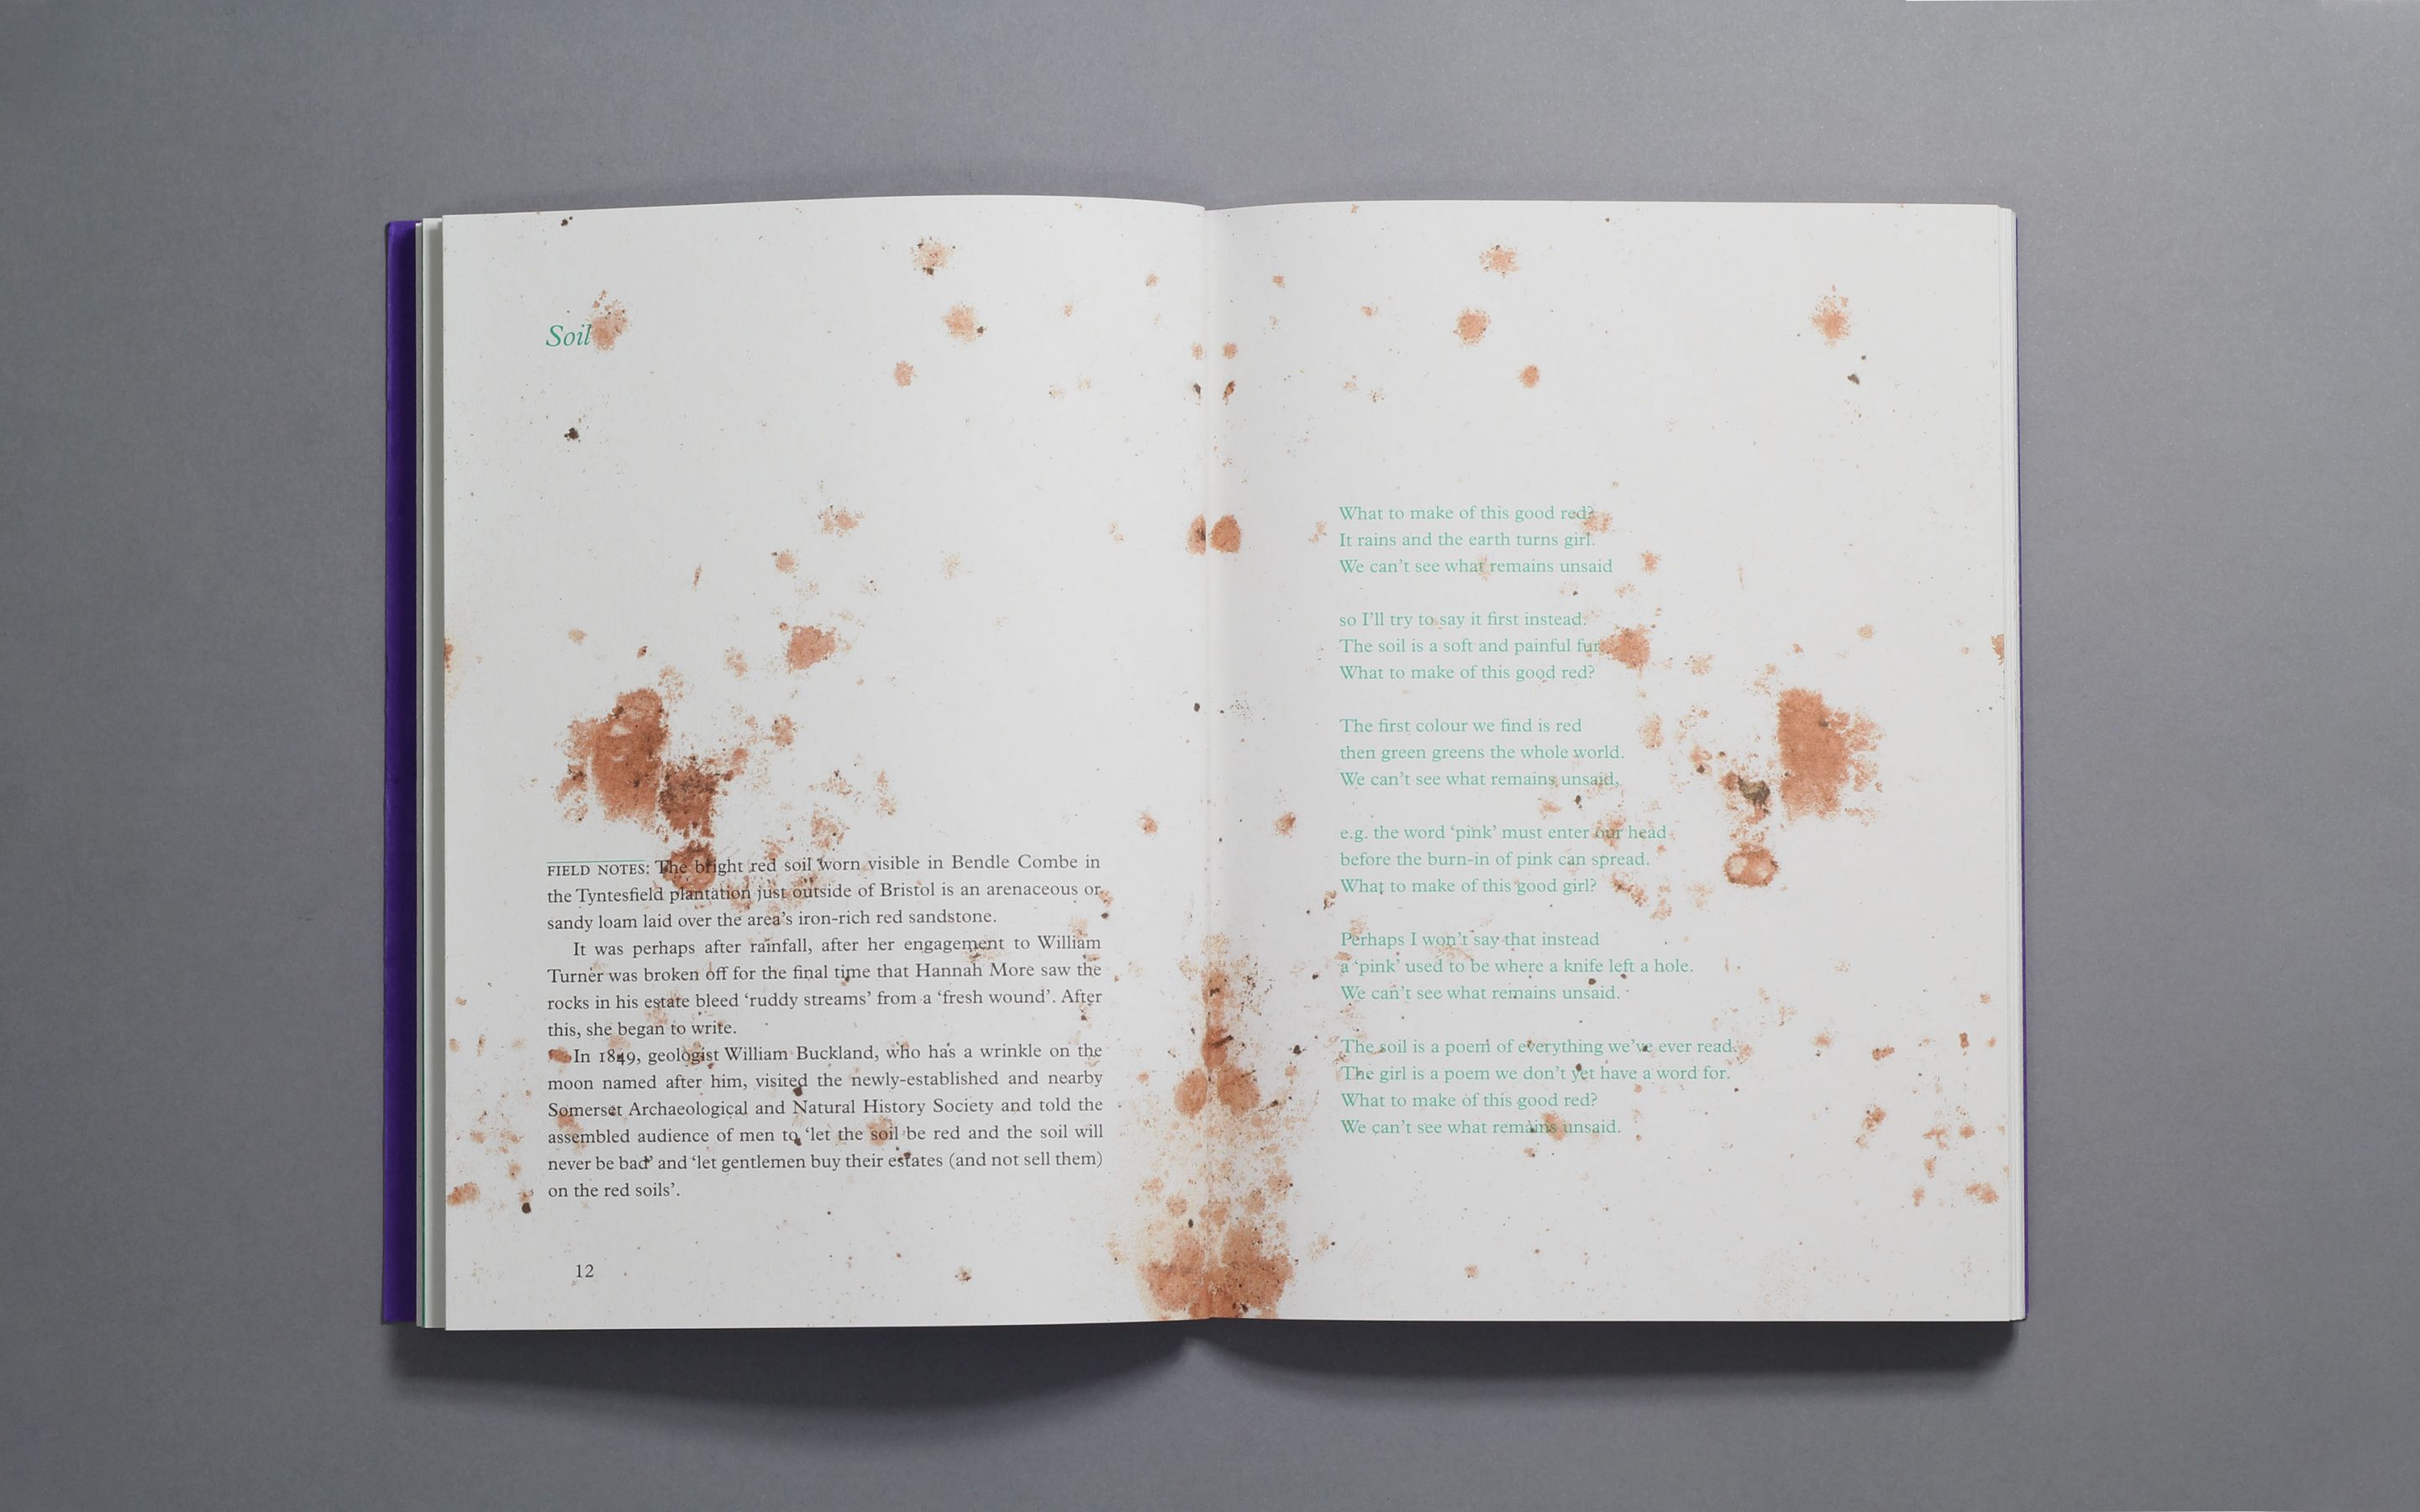 Soil
FIELD NOTES: The bright red soil worn visible in Bendle Combe in
the Tyntesfield plantation just outside of Bristol is an arenaceous or
sandy loam laid over the area’s iron-rich red sandstone.
It was perhaps after rainfall, after her engagement to William
Turner was broken off for the final time that Hannah More saw the
rocks in his estate bleed ‘ruddy streams’ from a ‘fresh wound’. After
this, she began to write.
In 1849, geologist William Buckland, who has a wrinkle on the
moon named after him, visited the newly-established and nearby
Somerset Archaeological and Natural History Society and told the
assembled audience of men to ‘let the soil be red and the soil will
never be bad’ and ‘let gentlemen buy their estates (and not sell them)
on the red soils’.
12
What to make of this good red?
It rains and the earth turns girl.
We can’t see what remains unsaid
so I’ll try to say it first instead.
The soil is a soft and painful fur.
What to make of this good red?
The first colour we find is red
then green greens the whole world.
We can’t see what remains unsaid,
e.g. the word ‘pink’ must enter our head
before the burn-in of pink can spread.
What to make of this good girl?
Perhaps I won’t say that instead
a ‘pink’ used to be where a knife left a hole.
We can’t see what remains unsaid.
The soil is a poem of everything we’ve ever read.
The girl is a poem we don’t yet have a word for.
What to make of this good red?
We can’t see what remains unsaid.